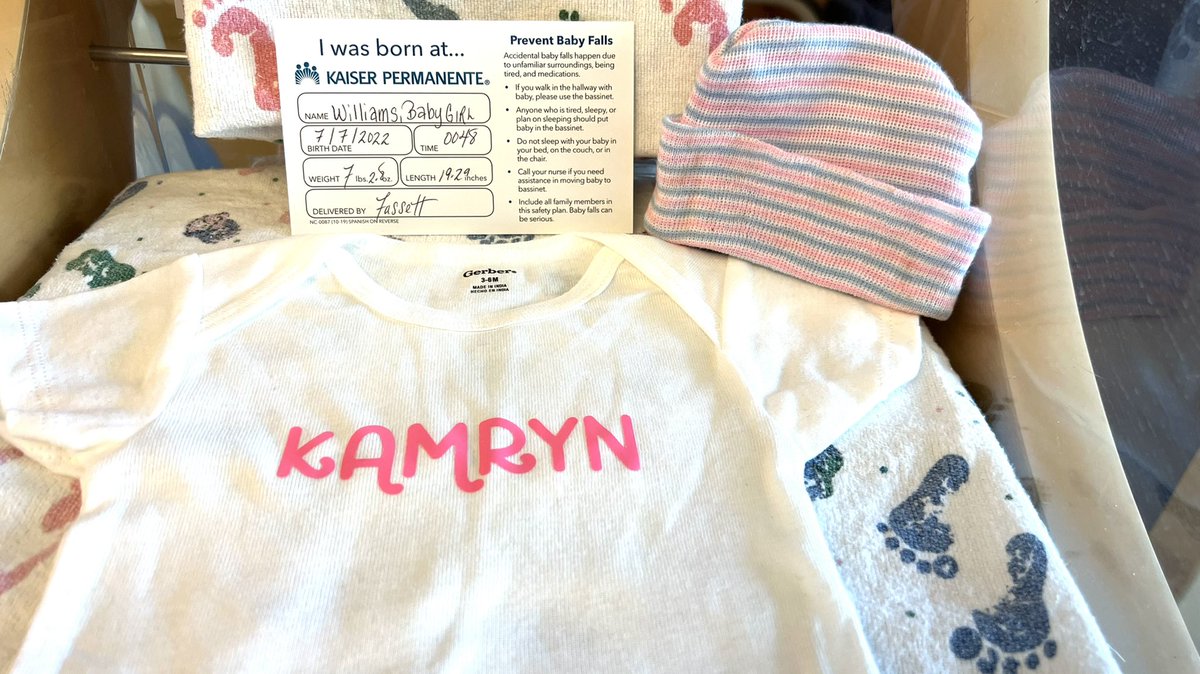 I was born at...
KAISER PERMANENTE®
NAME Williams, Baby Girl
7/7/2022
BIRTH DATE
TIME 0048
WEIGHT 7 lbs. 2.8 oz.
LENGTH 19.29 inches
DELIVERED BY Fassett
NC 0087 (10-19) SPANISH ON REVERSE
Prevent Baby Falls
Accidental baby falls happen due
to unfamiliar surroundings, being
tired, and medications.
• If you walk in the hallway with
baby, please use the bassinet.
• Anyone who is tired, sleepy, or
plan on sleeping should put
baby in the bassinet.
• Do not sleep with your baby in
your bed, on the couch, or in
the chair.
• Call your nurse if you need
assistance in moving baby to
bassinet.
• Include all family members in
this safety plan. Baby falls can
be serious.
Gerber
3-6M
MADE IN INDIA
HECHO EN INDIA
KAMRYN